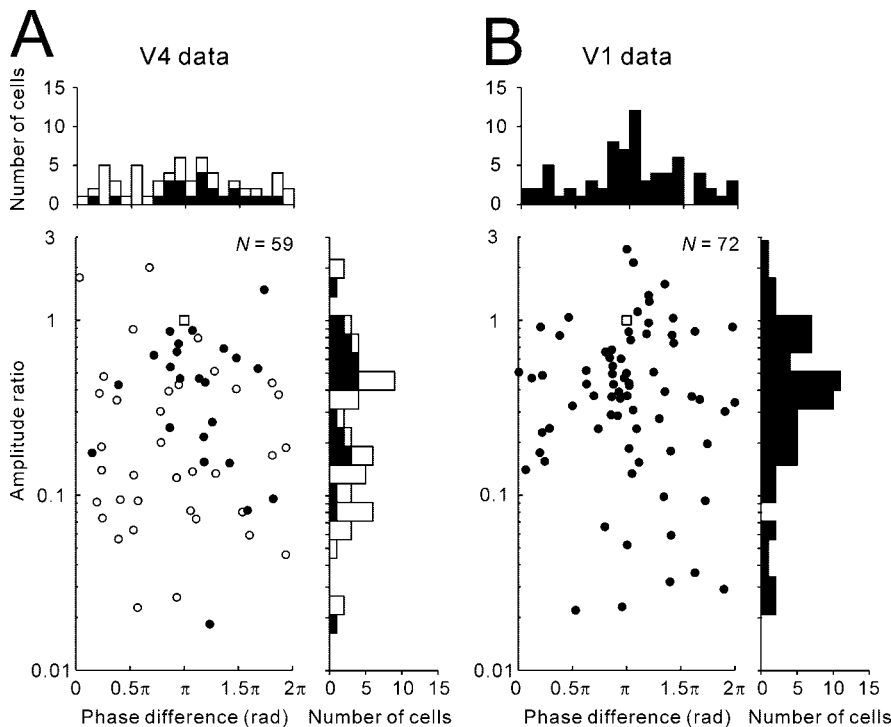 A
V4 data
Number of cells
15
10
5
0
N = 59
Amplitude ratio
3
1
0.1
0.01
0 0.5π π 1.5π 2π
Phase difference (rad)
0 5 10 15
Number of cells
B
V1 data
15
10
5
0
N = 72
3
1
0.1
0.01
0 0.5π π 1.5π 2π
Phase difference (rad)
0 5 10 15
Number of cells